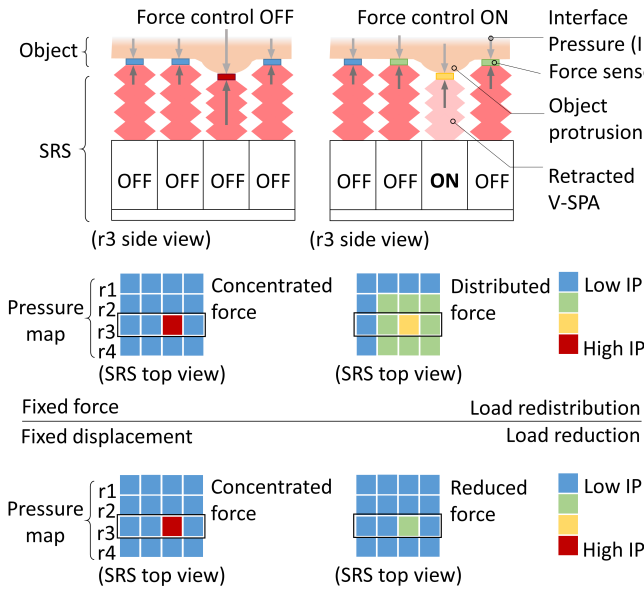 Force control OFF
Force control ON
Interface
Pressure (I
Object
Force sens
Object
protrusion
SRS
OFF OFF OFF OFF
OFF OFF ON OFF
Retracted
V-SPA
(r3 side view)
(r3 side view)
Pressure
map
r1
r2
r3
r4
Concentrated
force
(SRS top view)
Distributed
force
(SRS top view)
Low IP
High IP
Fixed force
Load redistribution
Fixed displacement
Load reduction
Pressure
map
r1
r2
r3
r4
Concentrated
force
(SRS top view)
Reduced
force
(SRS top view)
Low IP
High IP